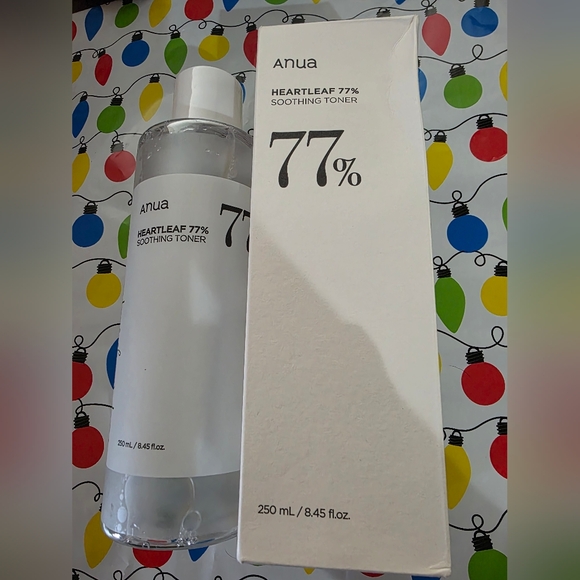 Anua
HEARTLEAF 77%
SOOTHING TONER
77%
250 mL / 8.45 fl.oz.
Anua
HEARTLEAF 77%
SOOTHING TONER
77
250 mL / 8.45 fl.oz.